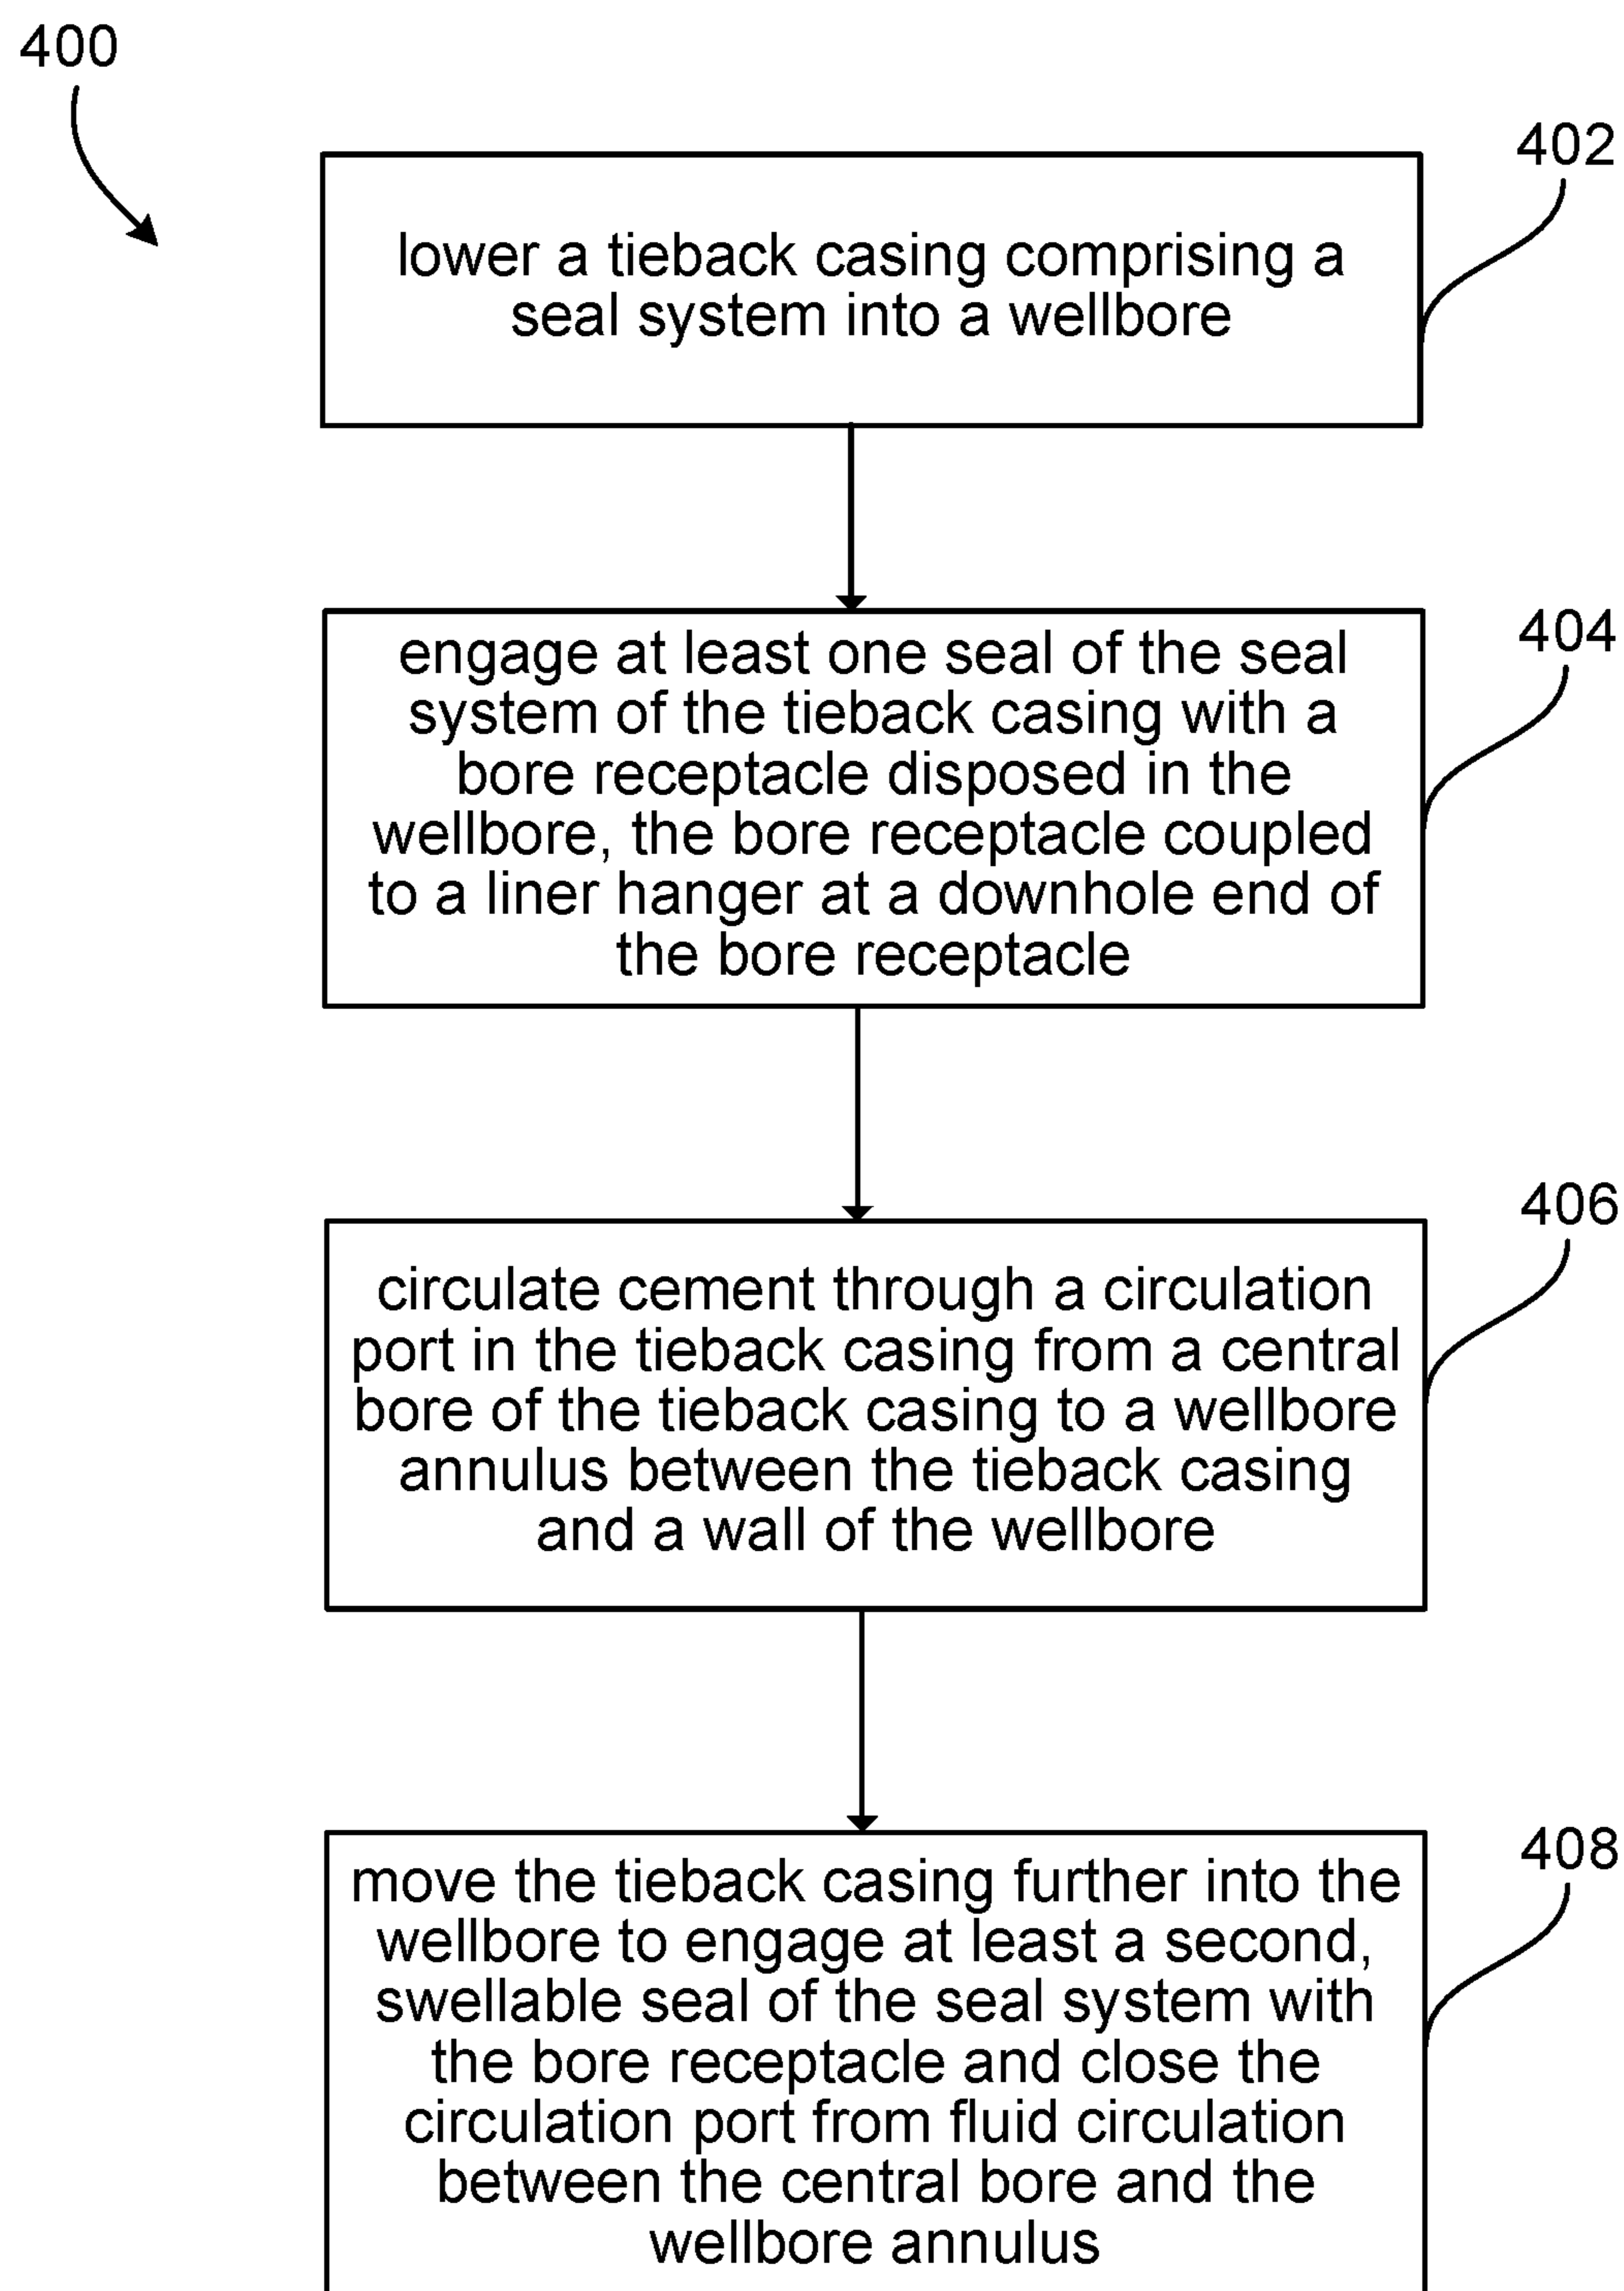 400
402
lower a tieback casing comprising a
seal system into a wellbore
404
engage at least one seal of the seal
system of the tieback casing with a
bore receptacle disposed in the
wellbore, the bore receptacle coupled
to a liner hanger at a downhole end of
the bore receptacle
406
circulate cement through a circulation
port in the tieback casing from a central
bore of the tieback casing to a wellbore
annulus between the tieback casing
and a wall of the wellbore
408
move the tieback casing further into the
wellbore to engage at least a second,
swellable seal of the seal system with
the bore receptacle and close the
circulation port from fluid circulation
between the central bore and the
wellbore annulus